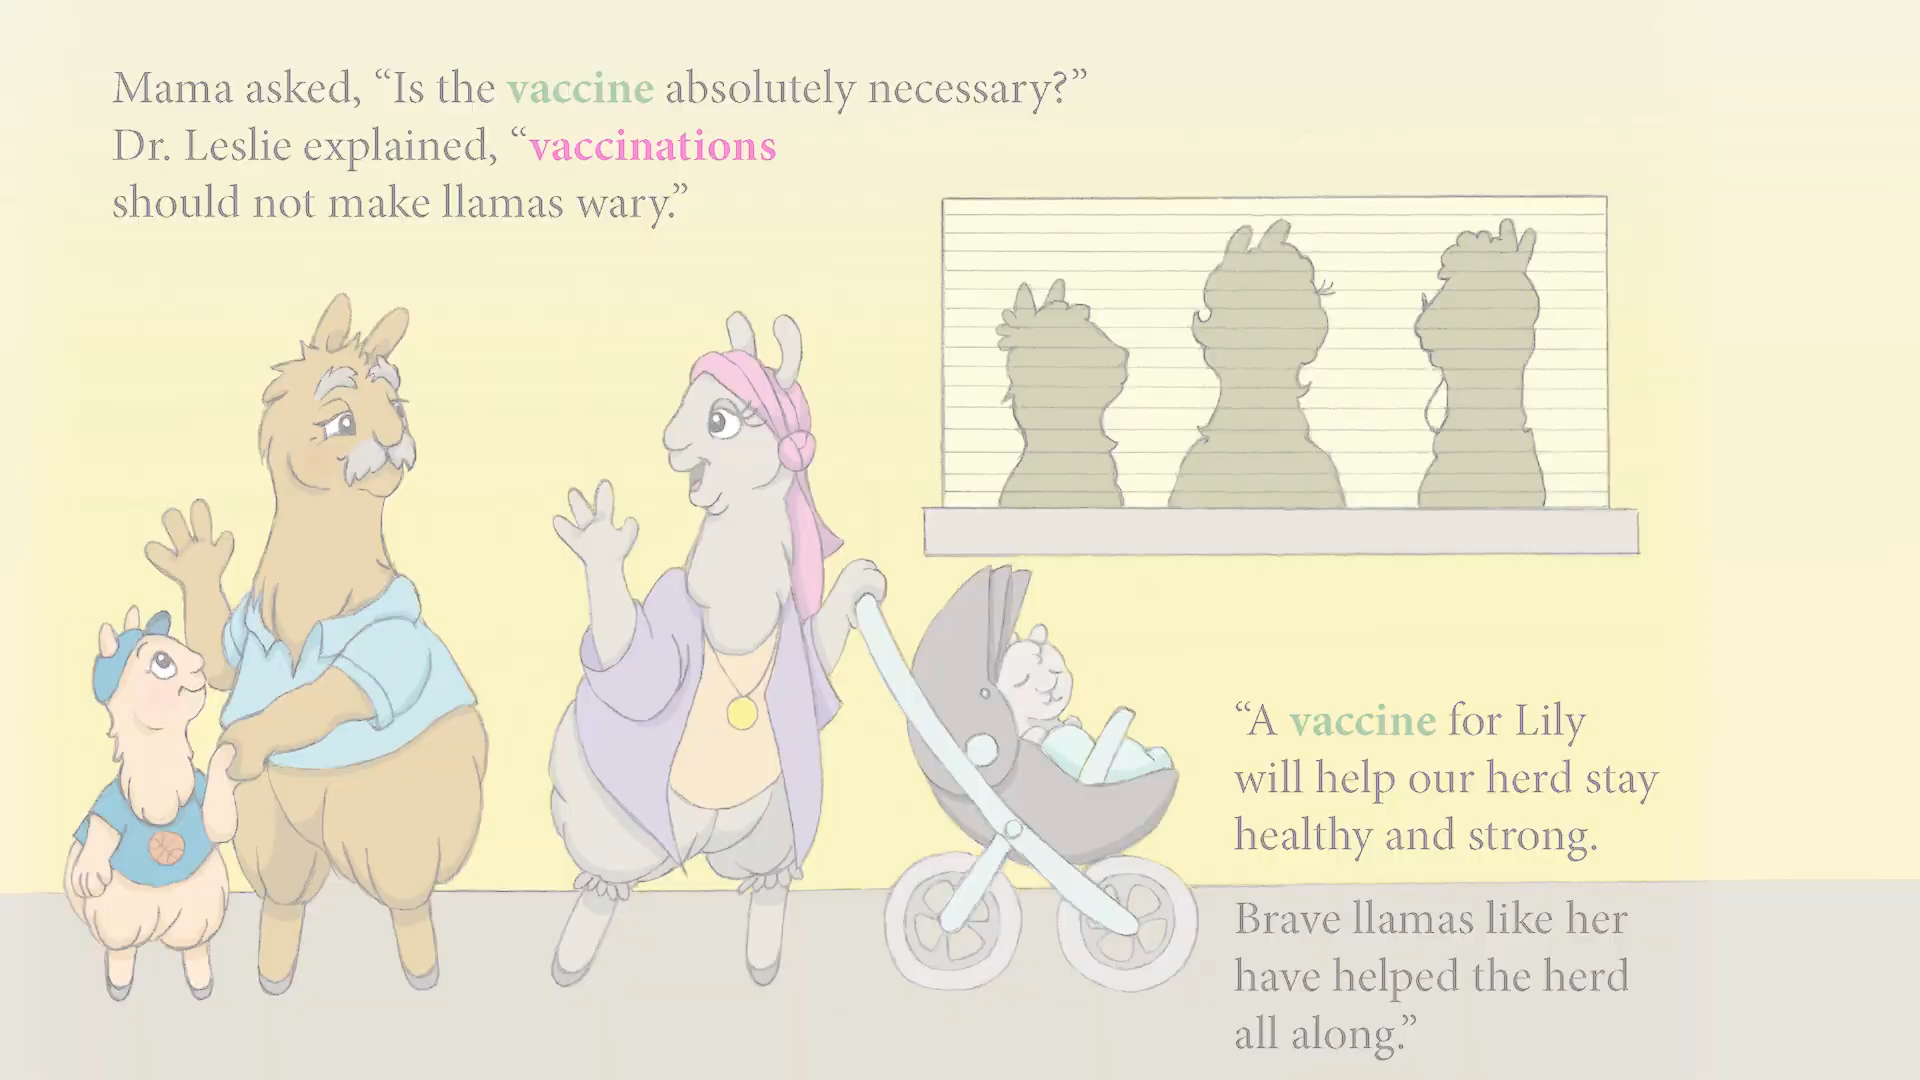 Mama asked, “Is the vaccine absolutely necessary?”
Dr. Leslie explained, “vaccinations
should not make llamas wary.”
“A vaccine for Lily
will help our herd stay
healthy and strong.
Brave llamas like her
have helped the herd
all along.”